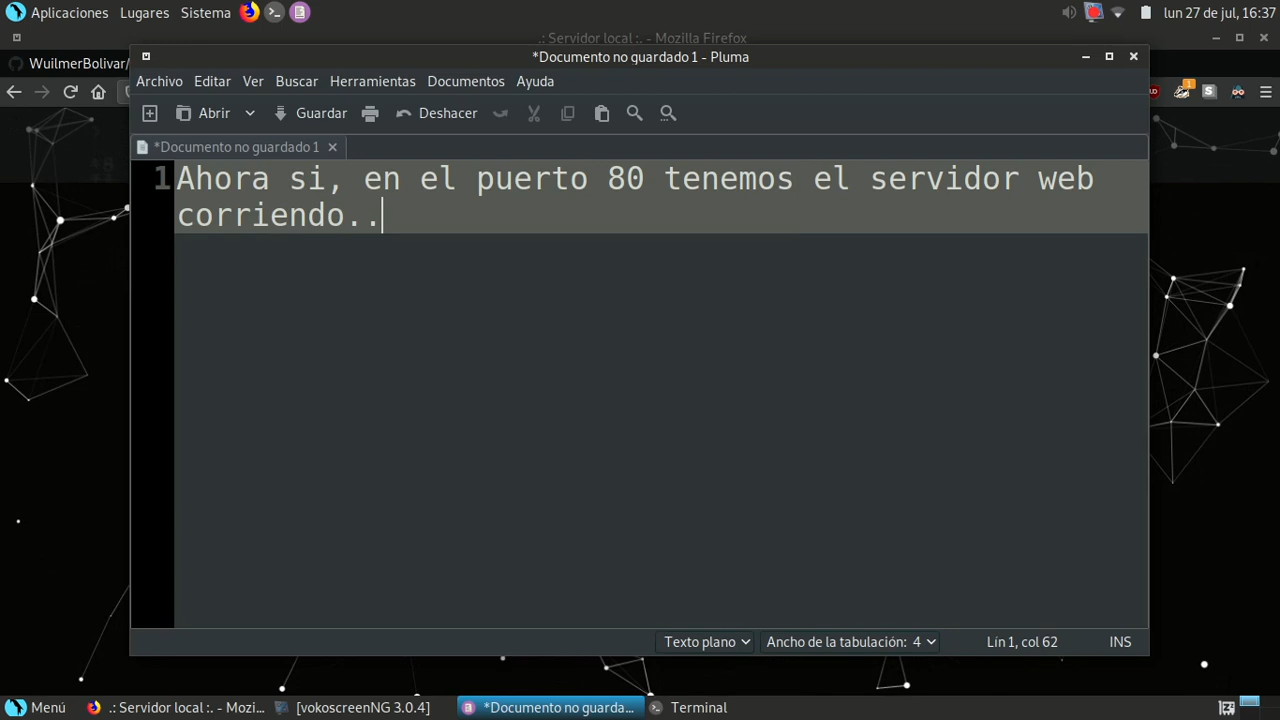 Aplicaciones Lugares Sistema lun 27 de jul, 16:37
.: Servidor local :. - Mozilla Firefox
WuilmerBolivar/
*Documento no guardado 1 - Pluma
Archivo Editar Ver Buscar Herramientas Documentos Ayuda
Abrir Guardar Deshacer
*Documento no guardado 1
1 Ahora si, en el puerto 80 tenemos el servidor web
corriendo..
Texto plano Ancho de la tabulación: 4 Lín 1, col 62 INS
Menú .: Servidor local :. - Mozi... [vokoscreenNG 3.0.4] *Documento no guarda... Terminal